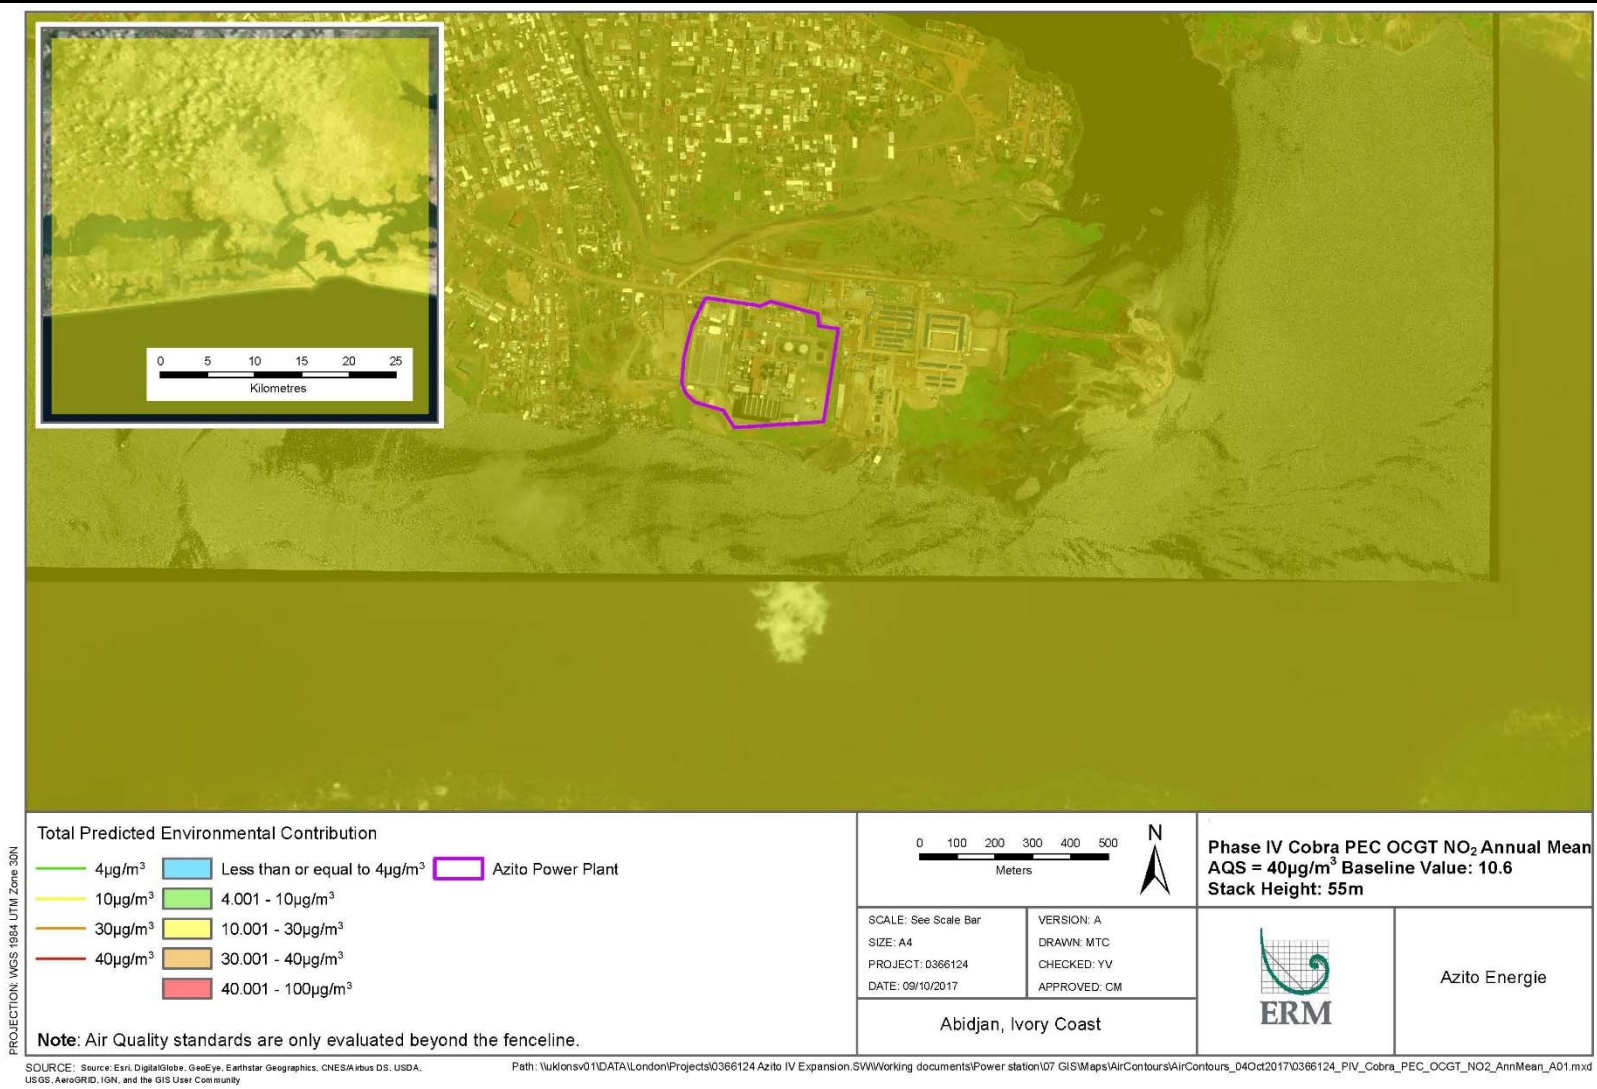 0 5 10 15 20 25
Kilometres
Total Predicted Environmental Contribution
4µg/m³ Less than or equal to 4µg/m³ Azito Power Plant
10µg/m³ 4.001 - 10µg/m³
30µg/m³ 10.001 - 30µg/m³
40µg/m³ 30.001 - 40µg/m³
40.001 - 100µg/m³
Note: Air Quality standards are only evaluated beyond the fenceline.
0 100 200 300 400 500
Meters
N
SCALE: See Scale Bar
SIZE: A4
PROJECT: 0366124
DATE: 09/10/2017
VERSION: A
DRAWN: MTC
CHECKED: YV
APPROVED: CM
Abidjan, Ivory Coast
Phase IV Cobra PEC OCGT NO₂ Annual Mean
AQS = 40µg/m³ Baseline Value: 10.6
Stack Height: 55m
ERM
Azito Energie
PROJECTION: WGS 1984 UTM Zone 30N
SOURCE: Source: Esri, DigitalGlobe, GeoEye, Earthstar Geographics, CNES/Airbus DS, USDA,
USGS, AeroGRID, IGN, and the GIS User Community
Path: \\uklonsv01\DATA\London\Projects\0366124 Azito IV Expansion.SW\Working documents\Power station\07 GIS\Maps\AirContours\AirContours_04Oct2017\0366124_PIV_Cobra_PEC_OCGT_NO2_AnnMean_A01.mxd